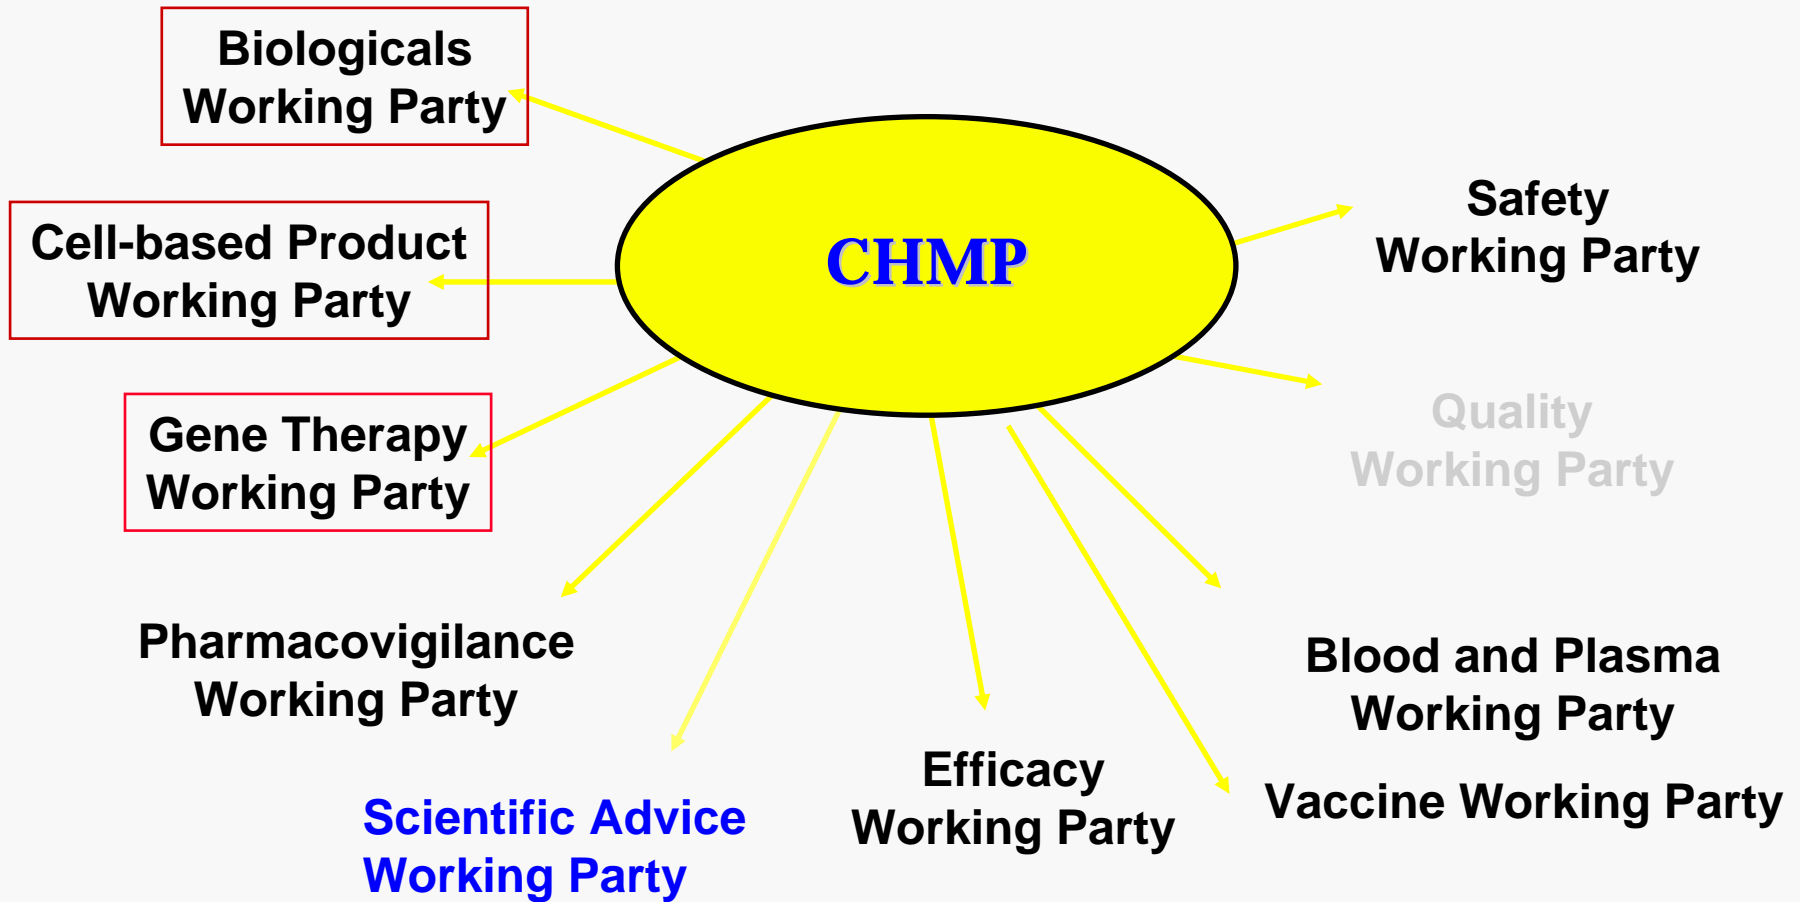 Biologicals
Working Party
CHMP
Safety
Working Party
Cell-based Product
Working Party
Quality
Working Party
Gene Therapy
Working Party
Pharmacovigilance
Working Party
Blood and Plasma
Working Party
Efficacy
Working Party
Vaccine Working Party
Scientific Advice
Working Party